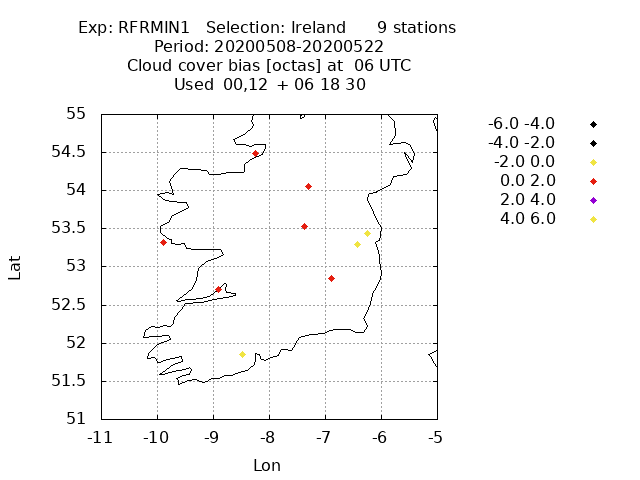 Exp: RFRMIN1 Selection: Ireland 9 stations
Period: 20200508-20200522
Cloud cover bias [octas] at 06 UTC
Used 00,12 + 06 18 30
-6.0 -4.0
-4.0 -2.0
-2.0 0.0
0.0 2.0
2.0 4.0
4.0 6.0
55
54.5
54
53.5
53
52.5
52
51.5
51
Lat
-11 -10 -9 -8 -7 -6 -5
Lon